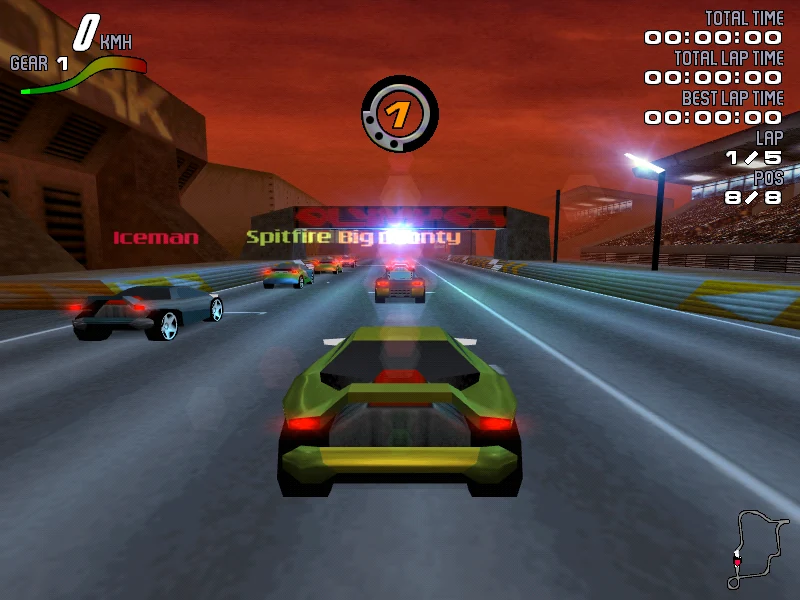 0 KMH
GEAR 1
1
TOTAL TIME
00:00:00
TOTAL LAP TIME
00:00:00
BEST LAP TIME
00:00:00
LAP
1/5
POS
8/8
Iceman
Spitfire